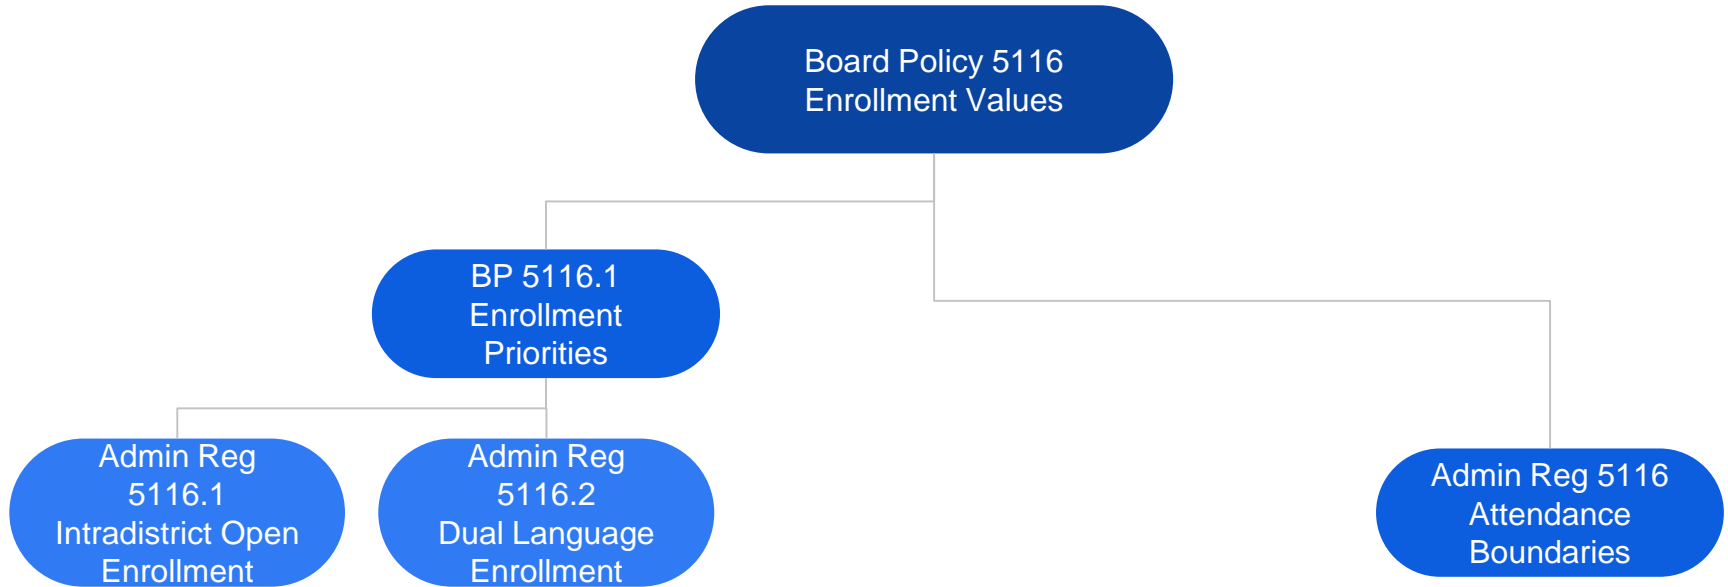 Board Policy 5116
Enrollment Values
BP 5116.1
Enrollment
Priorities
Admin Reg
5116.1
Intradistrict Open
Enrollment
Admin Reg
5116.2
Dual Language
Enrollment
Admin Reg 5116
Attendance
Boundaries